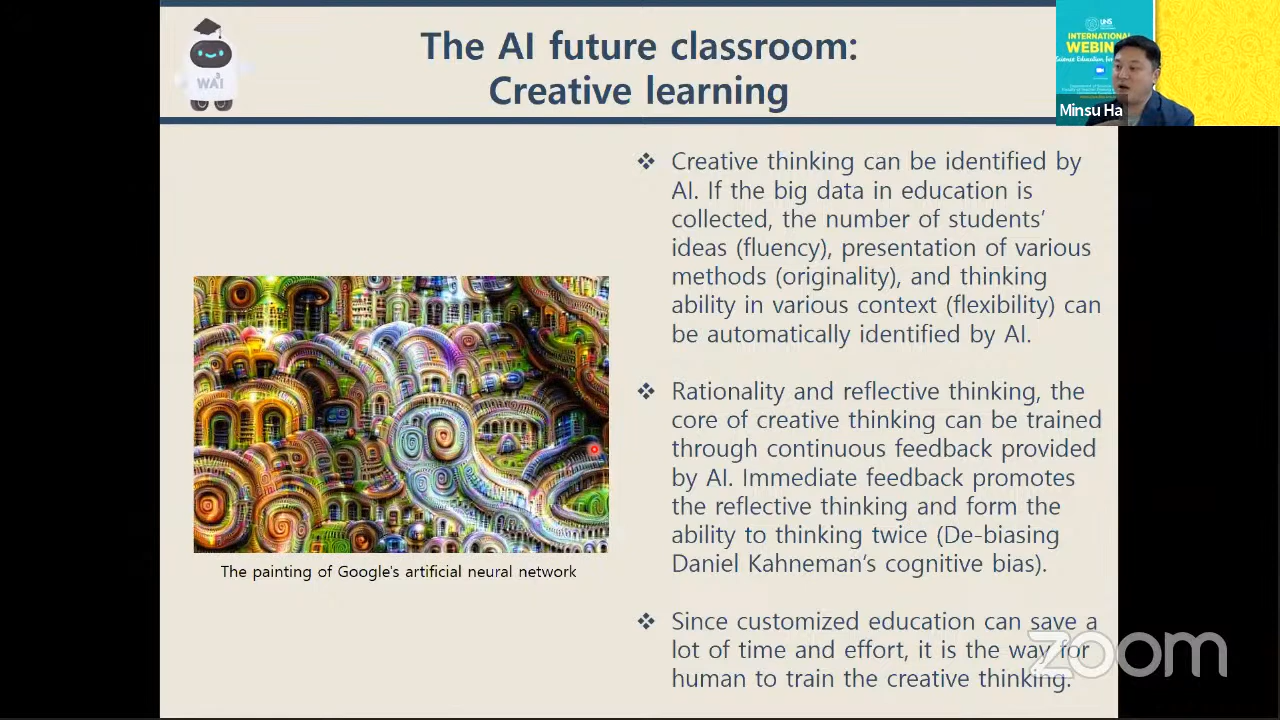 The AI future classroom:
Creative learning
WAI
UNS
INTERNATIONAL
Science Education for
Minsu Ha
❖ Creative thinking can be identified by
AI. If the big data in education is
collected, the number of students’
ideas (fluency), presentation of various
methods (originality), and thinking
ability in various context (flexibility) can
be automatically identified by AI.
❖ Rationality and reflective thinking, the
core of creative thinking can be trained
through continuous feedback provided
by AI. Immediate feedback promotes
the reflective thinking and form the
ability to thinking twice (De-biasing
Daniel Kahneman’s cognitive bias).
❖ Since customized education can save a
lot of time and effort, it is the way for
human to train the creative thinking.
The painting of Google's artificial neural network
zoom